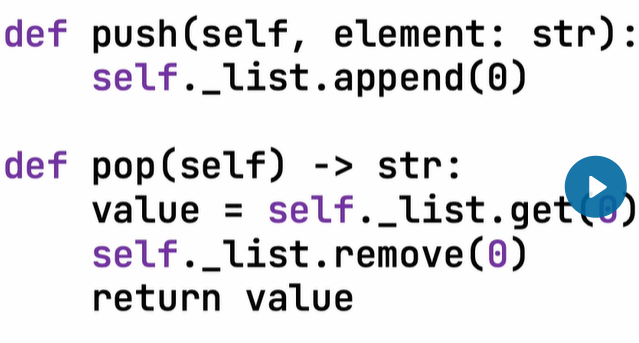 def push(self, element: str):
    self._list.append(0)
def pop(self) -> str:
    value = self._list.get(0)
    self._list.remove(0)
    return value